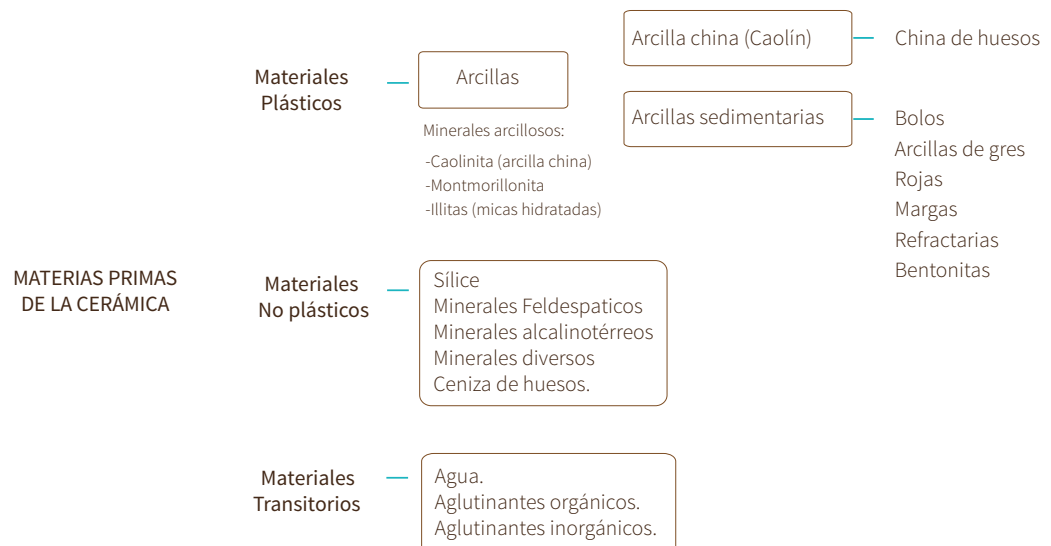 MATERIAS PRIMAS
DE LA CERÁMICA
Materiales
Plásticos
Arcillas
Minerales arcillosos:
-Caolinita (arcilla china)
-Montmorillonita
-Illitas (micas hidratadas)
Arcilla china (Caolín)
China de huesos
Arcillas sedimentarias
Bolos
Arcillas de gres
Rojas
Margas
Refractarias
Bentonitas
Materiales
No plásticos
Sílice
Minerales Feldespaticos
Minerales alcalinotérreos
Minerales diversos
Ceniza de huesos.
Materiales
Transitorios
Agua.
Aglutinantes orgánicos.
Aglutinantes inorgánicos.